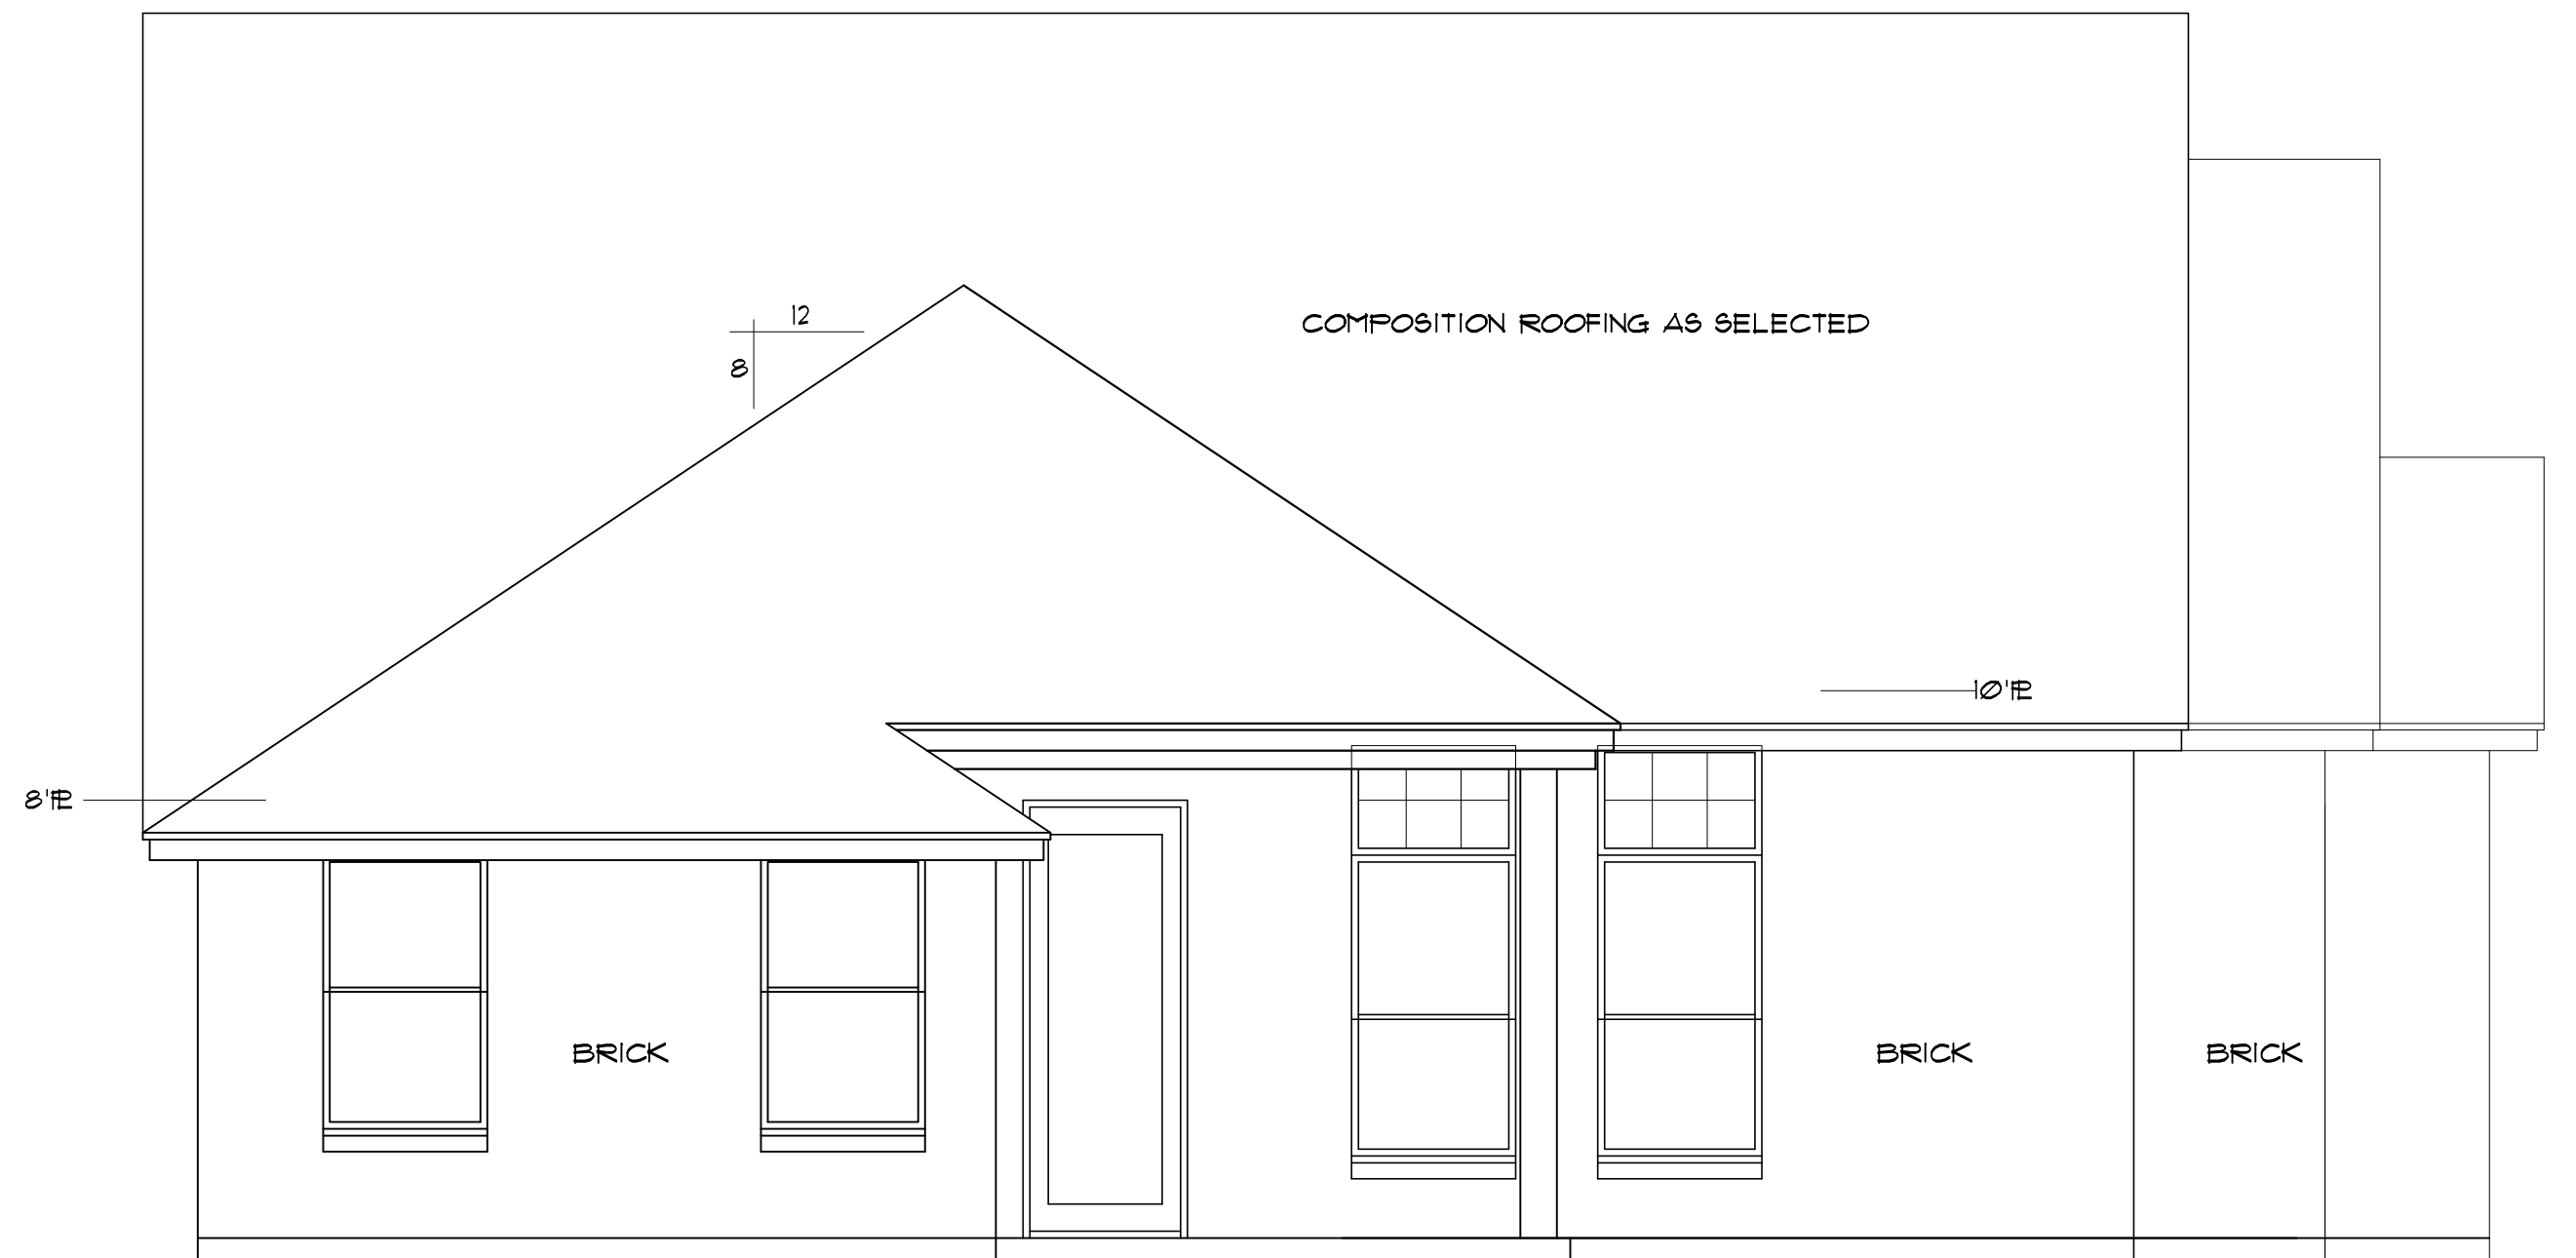 12
COMPOSITION ROOFING AS SELECTED
8
10'PL
8'PL
BRICK
BRICK
BRICK